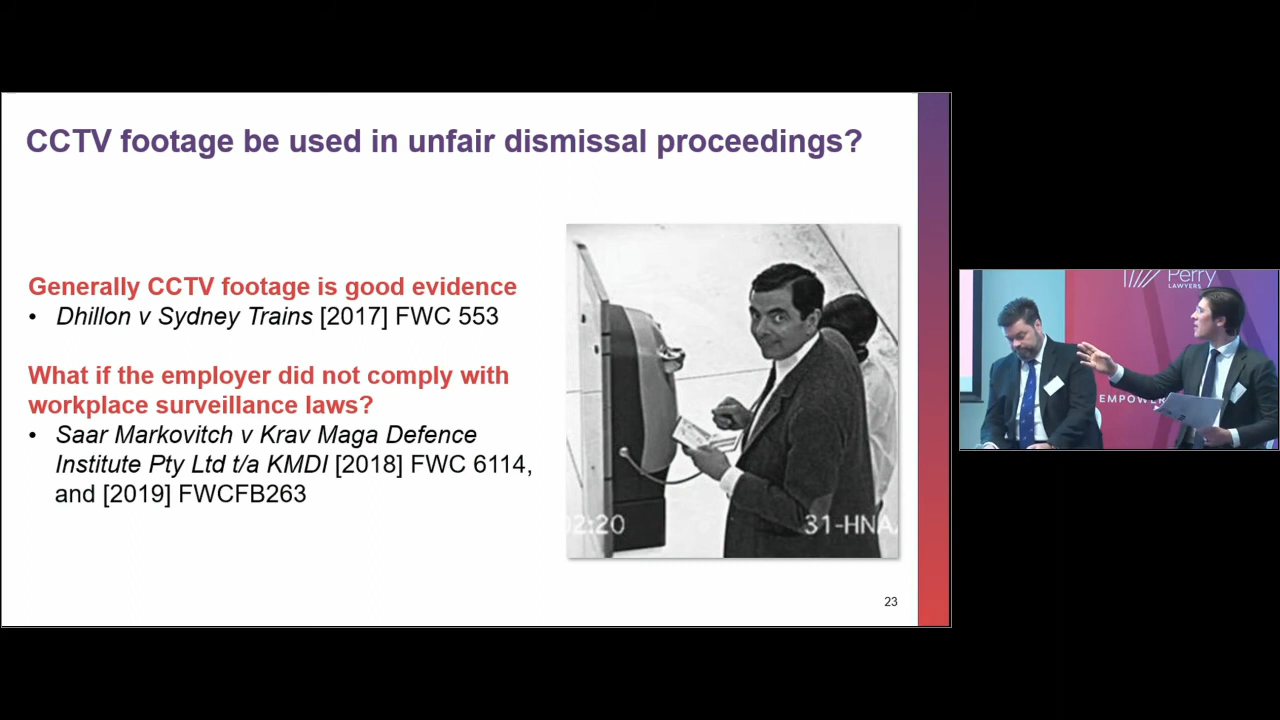 CCTV footage be used in unfair dismissal proceedings?
Generally CCTV footage is good evidence
• Dhillon v Sydney Trains [2017] FWC 553
What if the employer did not comply with
workplace surveillance laws?
• Saar Markovitch v Krav Maga Defence
Institute Pty Ltd t/a KMDI [2018] FWC 6114,
and [2019] FWCFB263
02:20
31-HNA
23
Perry
LAWYERS
EMPOWER